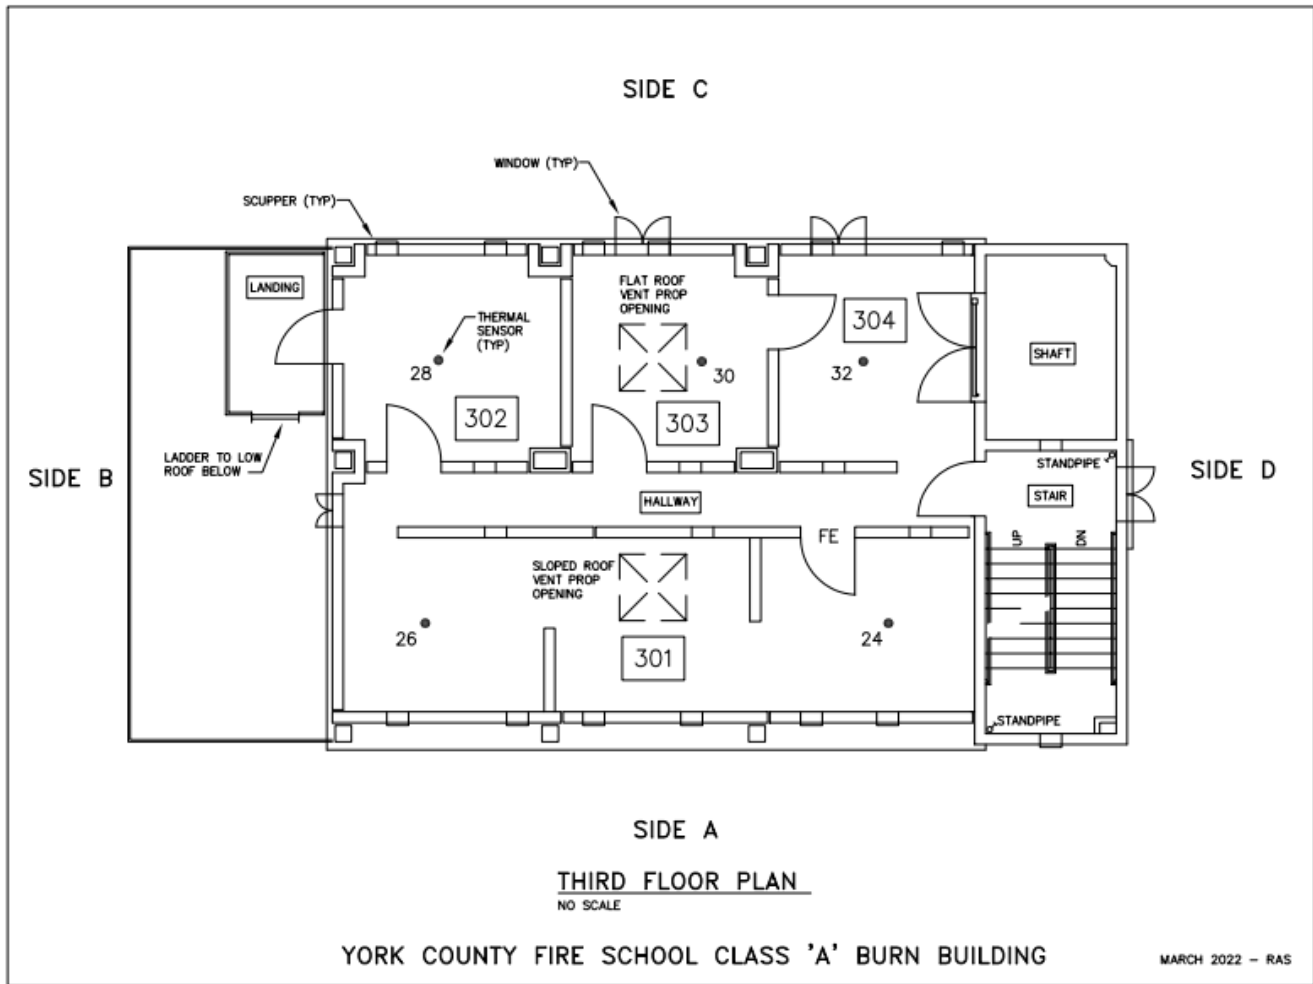 SIDE C
WINDOW (TYP)
SCUPPER (TYP)
LANDING
FLAT ROOF
VENT PROP
OPENING
THERMAL
SENSOR
(TYP)
304
SHAFT
28
30
32
302
303
LADDER TO LOW
ROOF BELOW
SIDE B
STANDPIPE
SIDE D
HALLWAY
STAIR
FE
UP
DN
SLOPED ROOF
VENT PROP
OPENING
26
24
301
STANDPIPE
SIDE A
THIRD FLOOR PLAN
NO SCALE
YORK COUNTY FIRE SCHOOL CLASS 'A' BURN BUILDING
MARCH 2022 - RAS